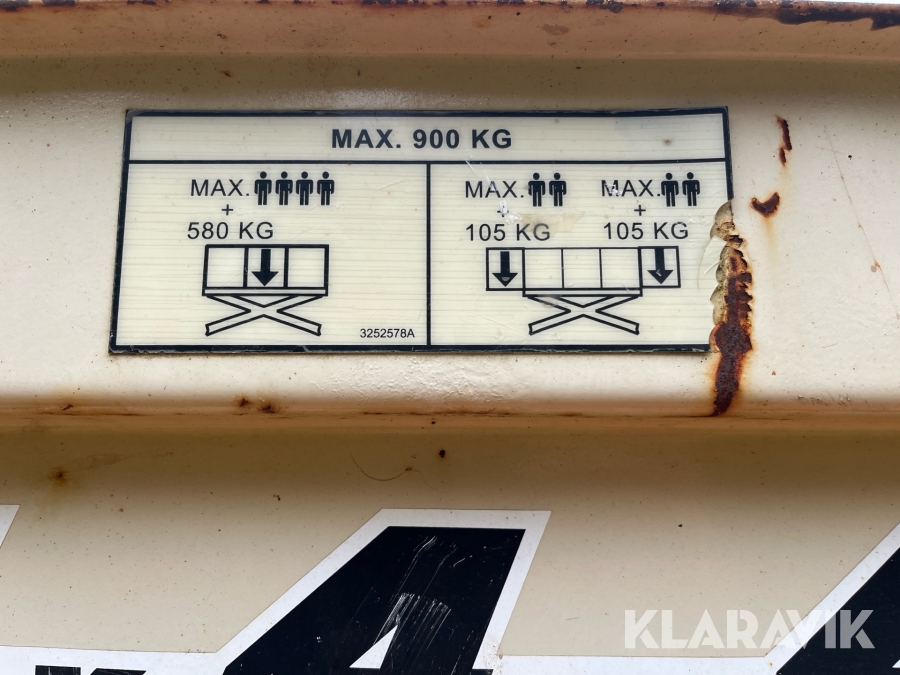 MAX. 900 KG
MAX.
+
580 KG
3252578A
MAX.
+
105 KG
MAX.
+
105 KG
KLARAVIK